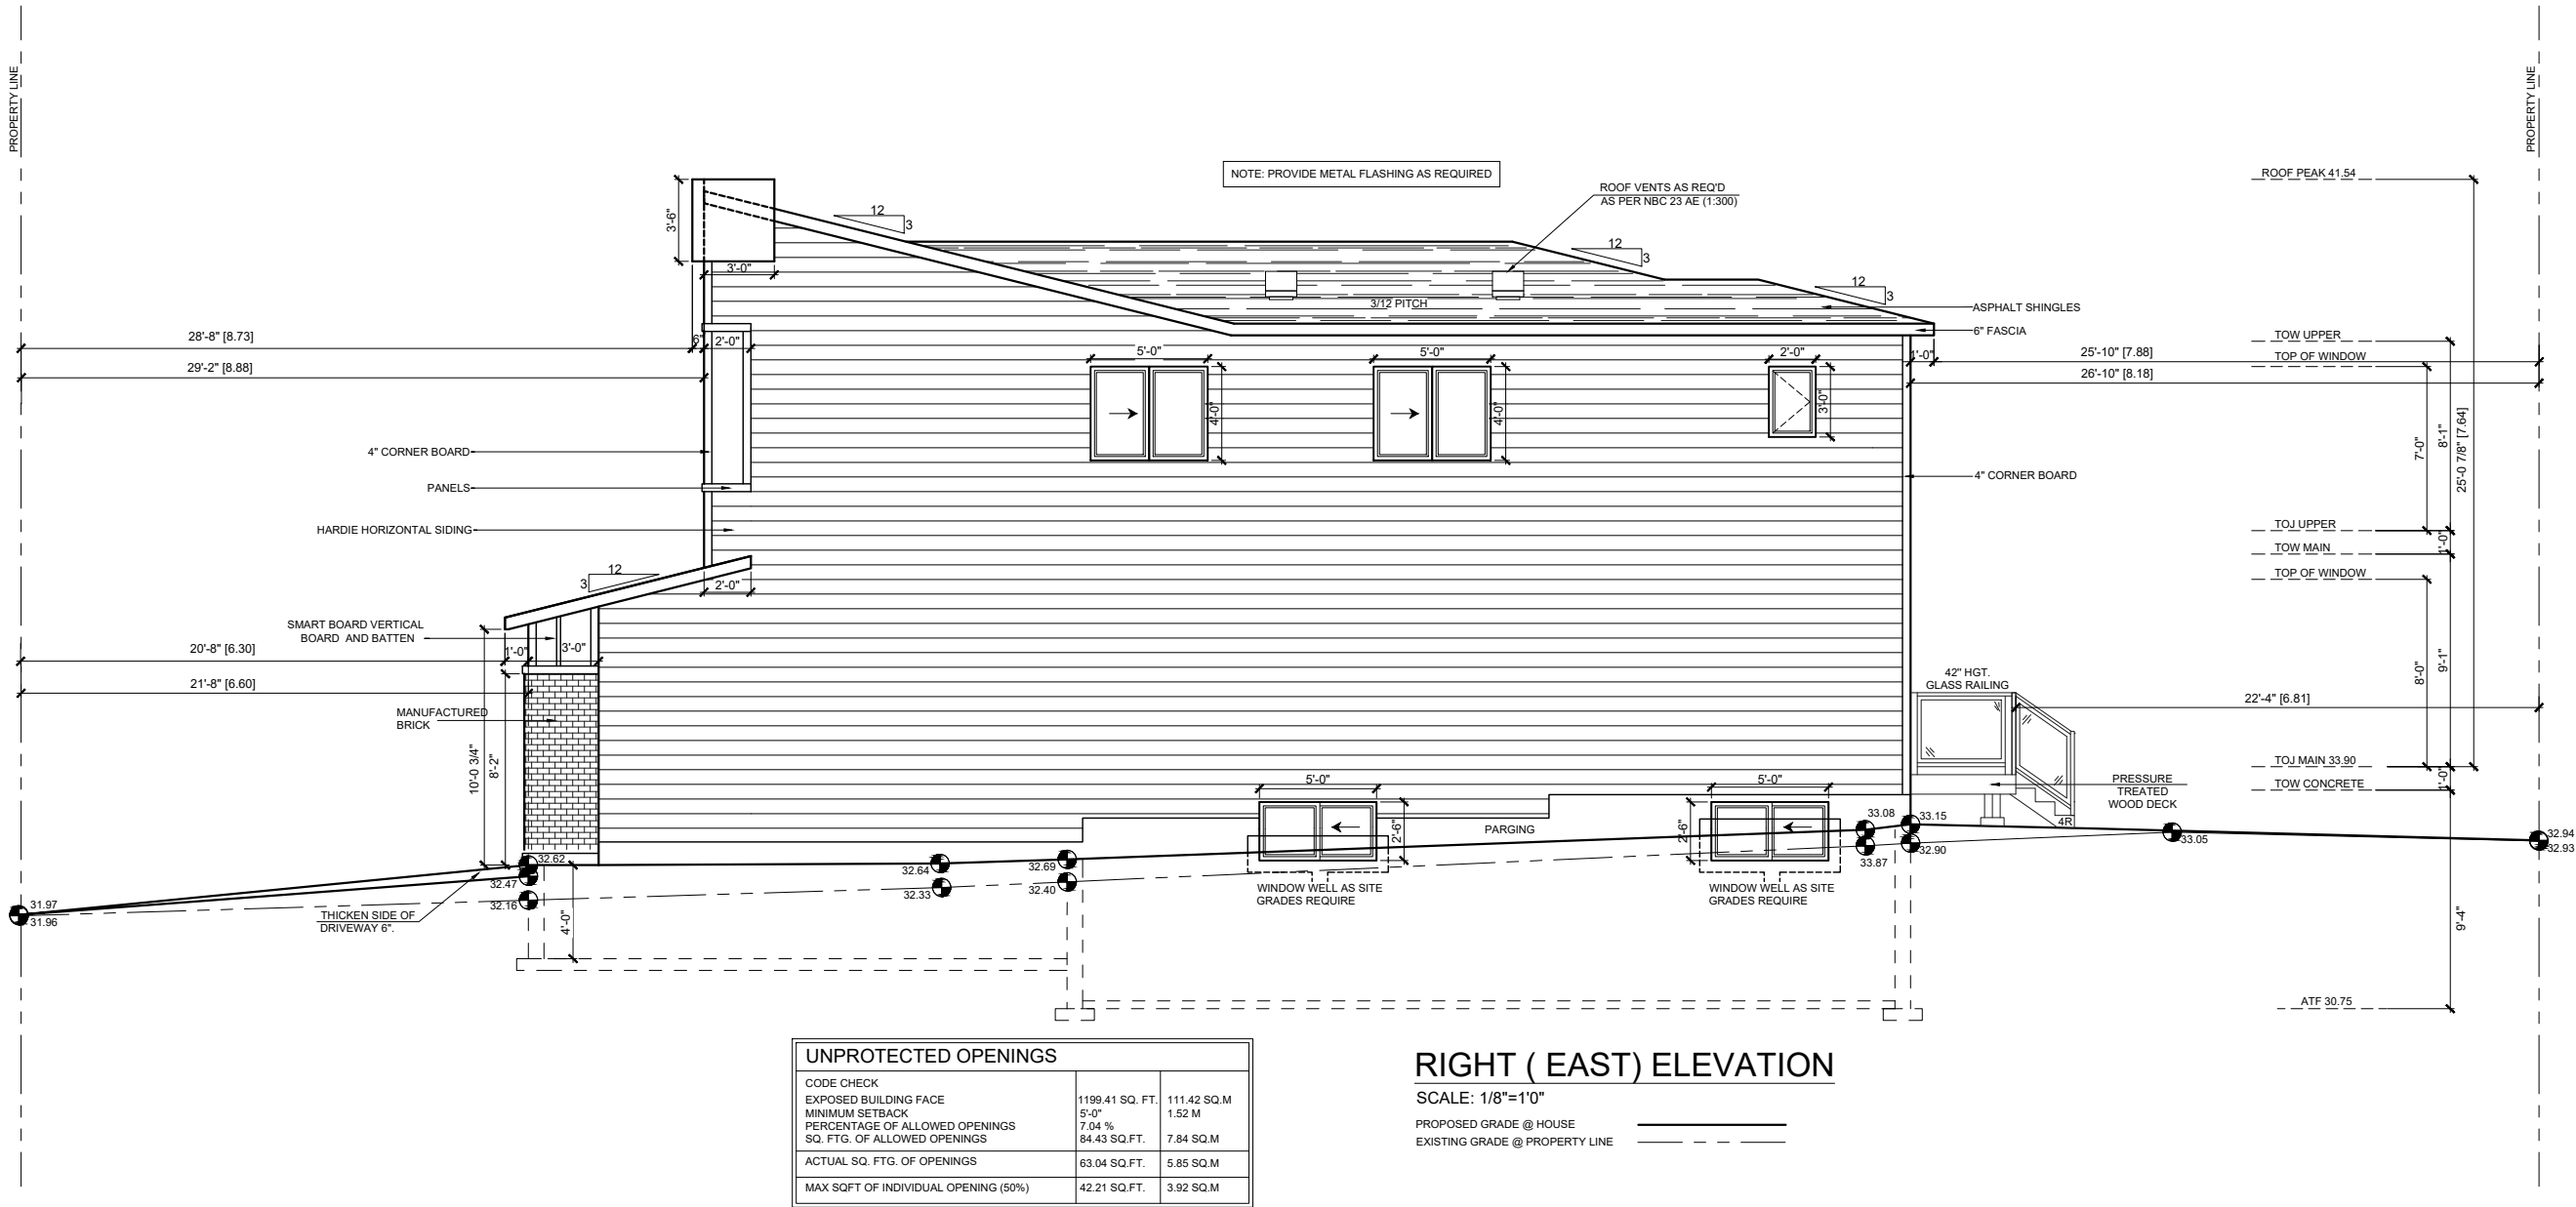 PROPERTY LINE
PROPERTY LINE
NOTE: PROVIDE METAL FLASHING AS REQUIRED
ROOF VENTS AS REQ'D
AS PER NBC 23 AE (1:300)
ROOF PEAK 41.54
3'-6"
3'-0"
12
3
12
3
12
3
3/12 PITCH
ASPHALT SHINGLES
6" FASCIA
28'-8" [8.73]
6"
2'-0"
29'-2" [8.88]
5'-0"
4'-0"
5'-0"
4'-0"
2'-0"
3'-0"
1'-0"
25'-10" [7.88]
26'-10" [8.18]
TOW UPPER
TOP OF WINDOW
7'-0"
8'-1"
25'-0 7/8" [7.64]
4" CORNER BOARD
PANELS
HARDIE HORIZONTAL SIDING
4" CORNER BOARD
TOJ UPPER
1'-0"
TOW MAIN
TOP OF WINDOW
12
3
2'-0"
SMART BOARD VERTICAL
BOARD AND BATTEN
20'-8" [6.30]
1'-0"
3'-0"
21'-8" [6.60]
MANUFACTURED
BRICK
10'-0 3/4"
8'-2"
42" HGT.
GLASS RAILING
8'-0"
9'-1"
22'-4" [6.81]
TOJ MAIN 33.90
1'-0"
TOW CONCRETE
PRESSURE
TREATED
WOOD DECK
4R
5'-0"
2'-6"
5'-0"
2'-6"
PARGING
33.08
33.15
33.87
32.90
33.05
32.94
32.93
32.62
32.47
32.16
32.64
32.33
32.69
32.40
31.97
31.96
THICKEN SIDE OF
DRIVEWAY 6".
4'-0"
WINDOW WELL AS SITE
GRADES REQUIRE
WINDOW WELL AS SITE
GRADES REQUIRE
9'-4"
ATF 30.75
UNPROTECTED OPENINGS
CODE CHECK
EXPOSED BUILDING FACE 1199.41 SQ. FT. 111.42 SQ.M
MINIMUM SETBACK 5'-0" 1.52 M
PERCENTAGE OF ALLOWED OPENINGS 7.04 %
SQ. FTG. OF ALLOWED OPENINGS 84.43 SQ.FT. 7.84 SQ.M
ACTUAL SQ. FTG. OF OPENINGS 63.04 SQ.FT. 5.85 SQ.M
MAX SQFT OF INDIVIDUAL OPENING (50%) 42.21 SQ.FT. 3.92 SQ.M
RIGHT ( EAST) ELEVATION
SCALE: 1/8"=1'0"
PROPOSED GRADE @ HOUSE
EXISTING GRADE @ PROPERTY LINE